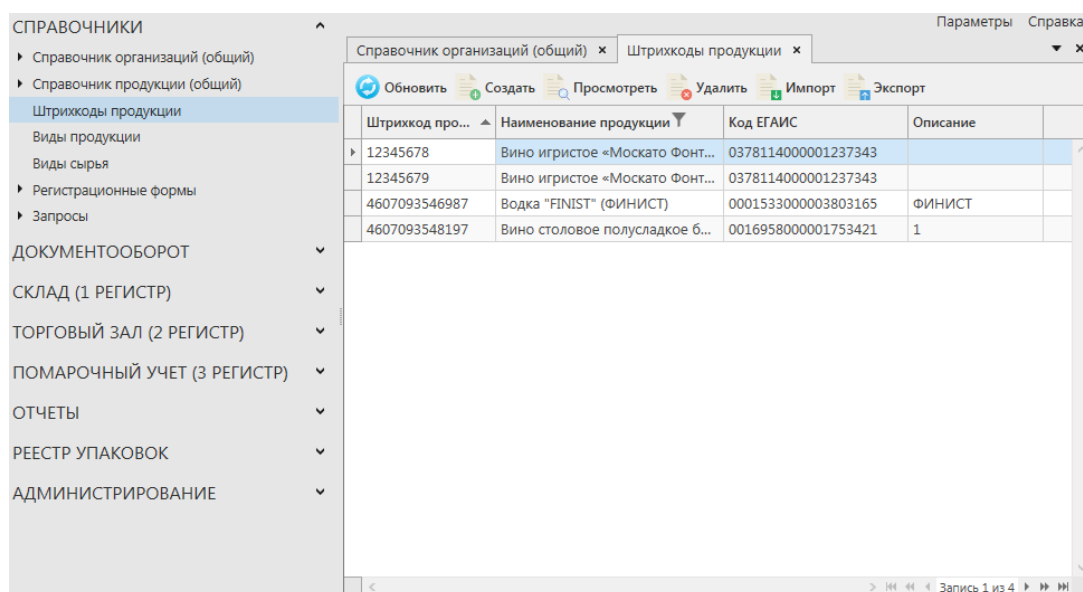 СПРАВОЧНИКИ
Справочник организаций (общий)
Справочник продукции (общий)
Штрихкоды продукции
Виды продукции
Виды сырья
Регистрационные формы
Запросы
ДОКУМЕНТООБОРОТ
СКЛАД (1 РЕГИСТР)
ТОРГОВЫЙ ЗАЛ (2 РЕГИСТР)
ПОМАРОЧНЫЙ УЧЕТ (3 РЕГИСТР)
ОТЧЕТЫ
РЕЕСТР УПАКОВОК
АДМИНИСТРИРОВАНИЕ
Параметры Справка
Справочник организаций (общий) × Штрихкоды продукции ×
Обновить Создать Просмотреть Удалить Импорт Экспорт
Штрихкод про... Наименование продукции Код ЕГАИС Описание
12345678 Вино игристое «Москато Фонт... 0378114000001237343
12345679 Вино игристое «Москато Фонт... 0378114000001237343
4607093546987 Водка "FINIST" (ФИНИСТ) 0001533000003803165 ФИНИСТ
4607093548197 Вино столовое полусладкое б... 0016958000001753421 1
Запись 1 из 4